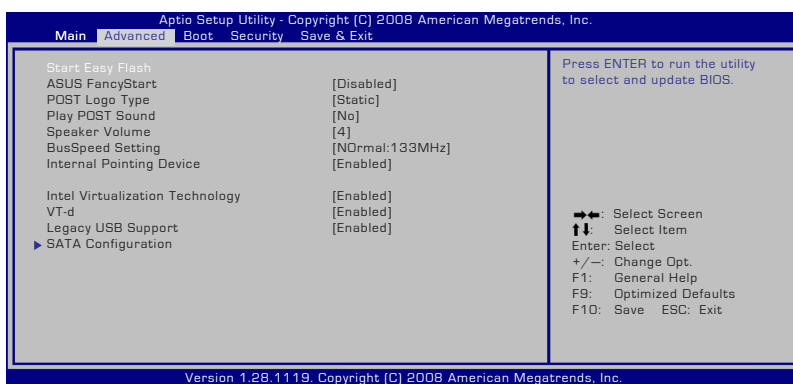 Aptio Setup Utility - Copyright (C) 2008 American Megatrends, Inc.
Main Advanced Boot Security Save & Exit
Start Easy Flash
ASUS FancyStart [Disabled]
POST Logo Type [Static]
Play POST Sound [No]
Speaker Volume [4]
BusSpeed Setting [NOrmal:133MHz]
Internal Pointing Device [Enabled]
Intel Virtualization Technology [Enabled]
VT-d [Enabled]
Legacy USB Support [Enabled]
SATA Configuration
Press ENTER to run the utility
to select and update BIOS.
: Select Screen
: Select Item
Enter: Select
+/—: Change Opt.
F1: General Help
F9: Optimized Defaults
F10: Save ESC: Exit
Version 1.28.1119. Copyright (C) 2008 American Megatrends, Inc.